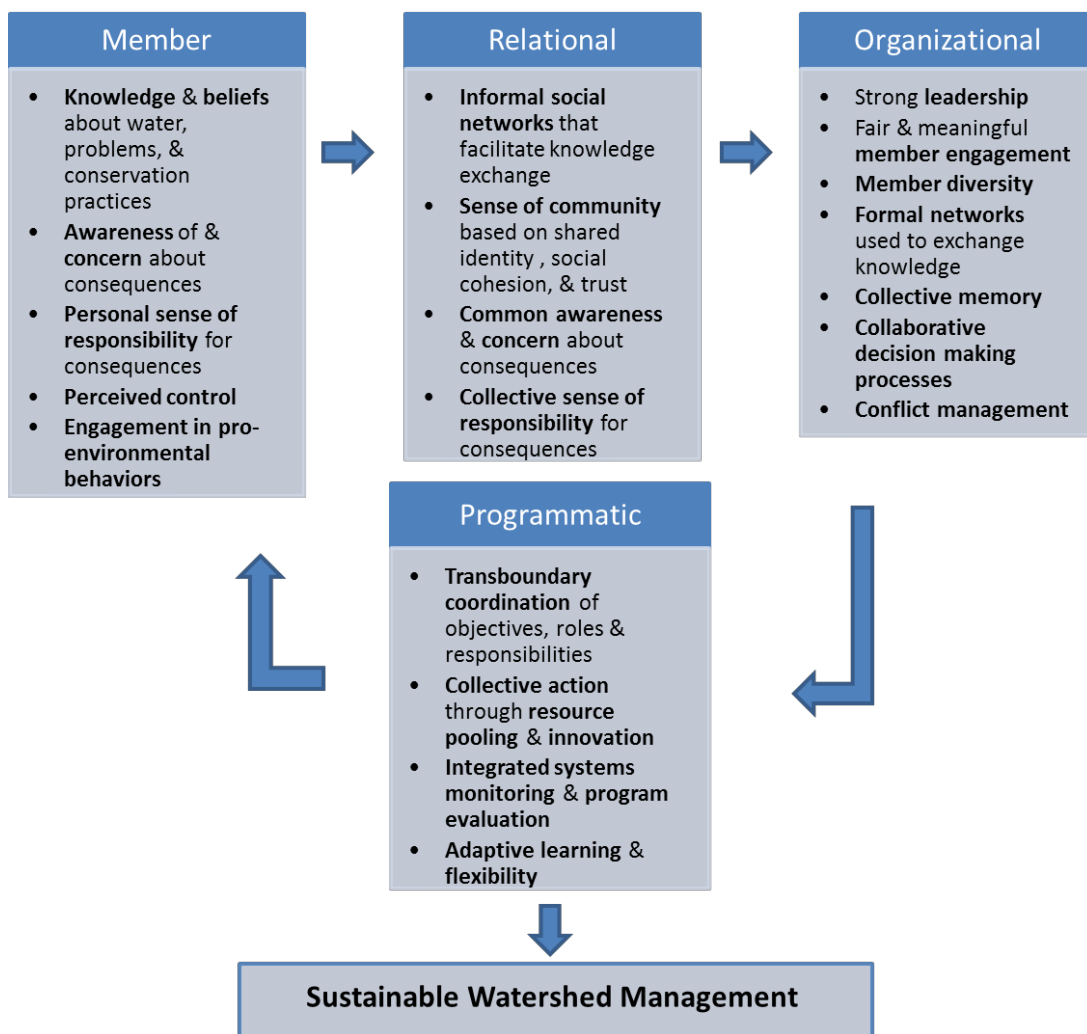 Member
• Knowledge & beliefs
about water,
problems, &
conservation
practices
• Awareness of &
concern about
consequences
• Personal sense of
responsibility for
consequences
• Perceived control
• Engagement in pro-
environmental
behaviors
Relational
• Informal social
networks that
facilitate knowledge
exchange
• Sense of community
based on shared
identity , social
cohesion, & trust
• Common awareness
& concern about
consequences
• Collective sense of
responsibility for
consequences
Organizational
• Strong leadership
• Fair & meaningful
member engagement
• Member diversity
• Formal networks
used to exchange
knowledge
• Collective memory
• Collaborative
decision making
processes
• Conflict management
Programmatic
• Transboundary
coordination of
objectives, roles &
responsibilities
• Collective action
through resource
pooling & innovation
• Integrated systems
monitoring & program
evaluation
• Adaptive learning &
flexibility
Sustainable Watershed Management